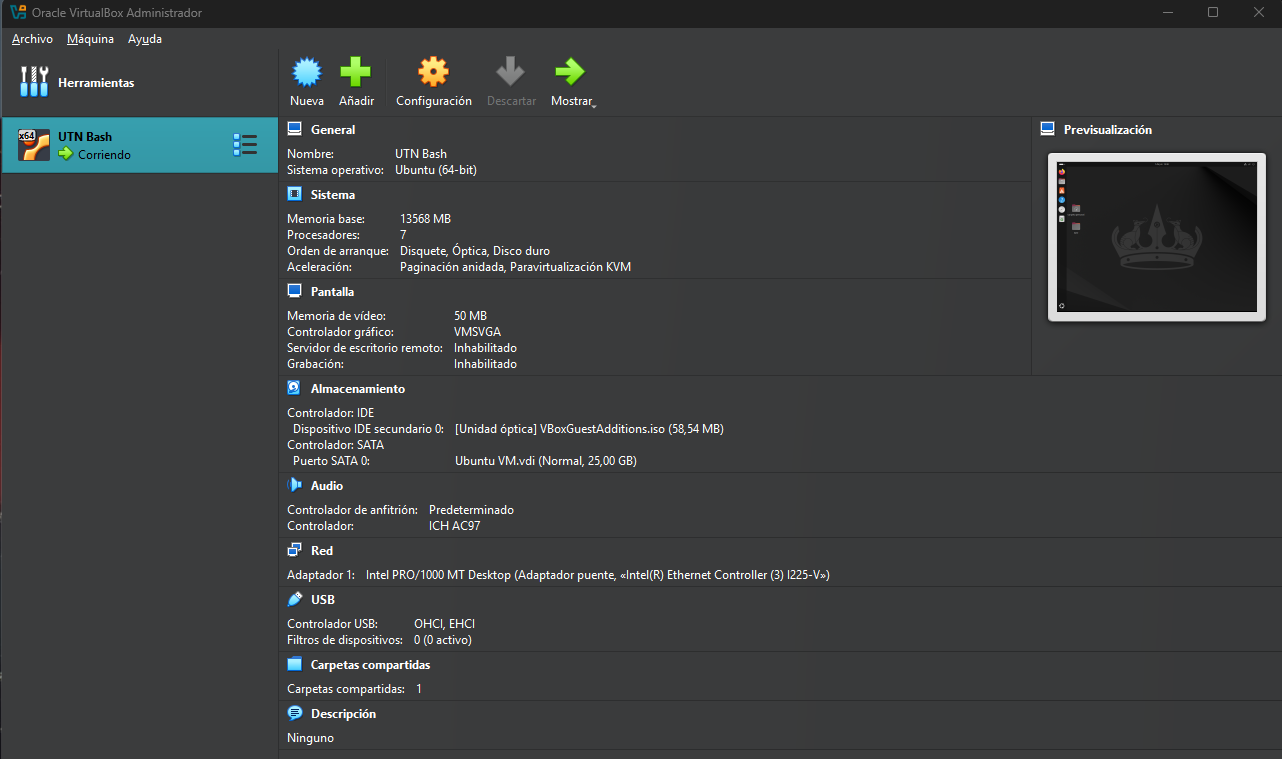 Oracle VirtualBox Administrador
Archivo Máquina Ayuda
Herramientas
Nueva Añadir Configuración Descartar Mostrar
x64
UTN Bash
Corriendo
General
Nombre: UTN Bash
Sistema operativo: Ubuntu (64-bit)
Previsualización
Sistema
Memoria base: 13568 MB
Procesadores: 7
Orden de arranque: Disquete, Óptica, Disco duro
Aceleración: Paginación anidada, Paravirtualización KVM
Pantalla
Memoria de vídeo: 50 MB
Controlador gráfico: VMSVGA
Servidor de escritorio remoto: Inhabilitado
Grabación: Inhabilitado
Almacenamiento
Controlador: IDE
Dispositivo IDE secundario 0: [Unidad óptica] VBoxGuestAdditions.iso (58,54 MB)
Controlador: SATA
Puerto SATA 0: Ubuntu VM.vdi (Normal, 25,00 GB)
Audio
Controlador de anfitrión: Predeterminado
Controlador: ICH AC97
Red
Adaptador 1: Intel PRO/1000 MT Desktop (Adaptador puente, «Intel(R) Ethernet Controller (3) I225-V»)
USB
Controlador USB: OHCI, EHCI
Filtros de dispositivos: 0 (0 activo)
Carpetas compartidas
Carpetas compartidas: 1
Descripción
Ninguno